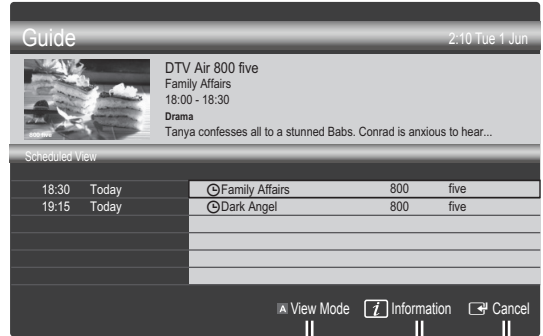 Guide 2:10 Tue 1 Jun
DTV Air 800 five
Family Affairs
18:00 - 18:30
Drama
Tanya confesses all to a stunned Babs. Conrad is anxious to hear...
800 five
Scheduled View
18:30 Today Family Affairs 800 five
19:15 Today Dark Angel 800 five
A View Mode i Information Cancel